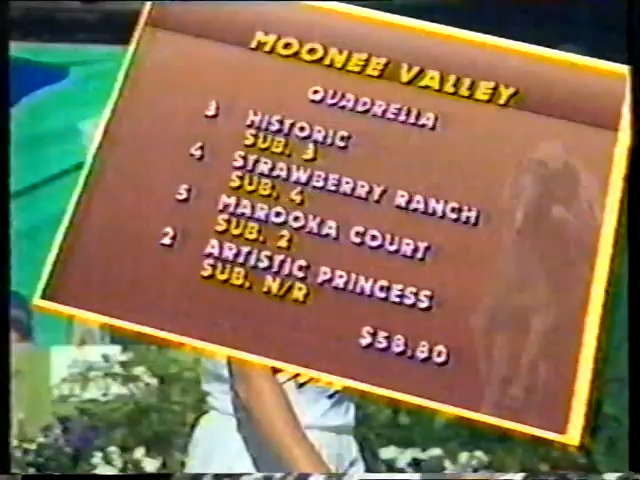 MOONEE VALLEY
QUADRELLA
3 HISTORIC
SUB. 3
4 STRAWBERRY RANCH
SUB. 4
5 MAROOKA COURT
SUB. 2
2 ARTISTIC PRINCESS
SUB. N/R
$58.80